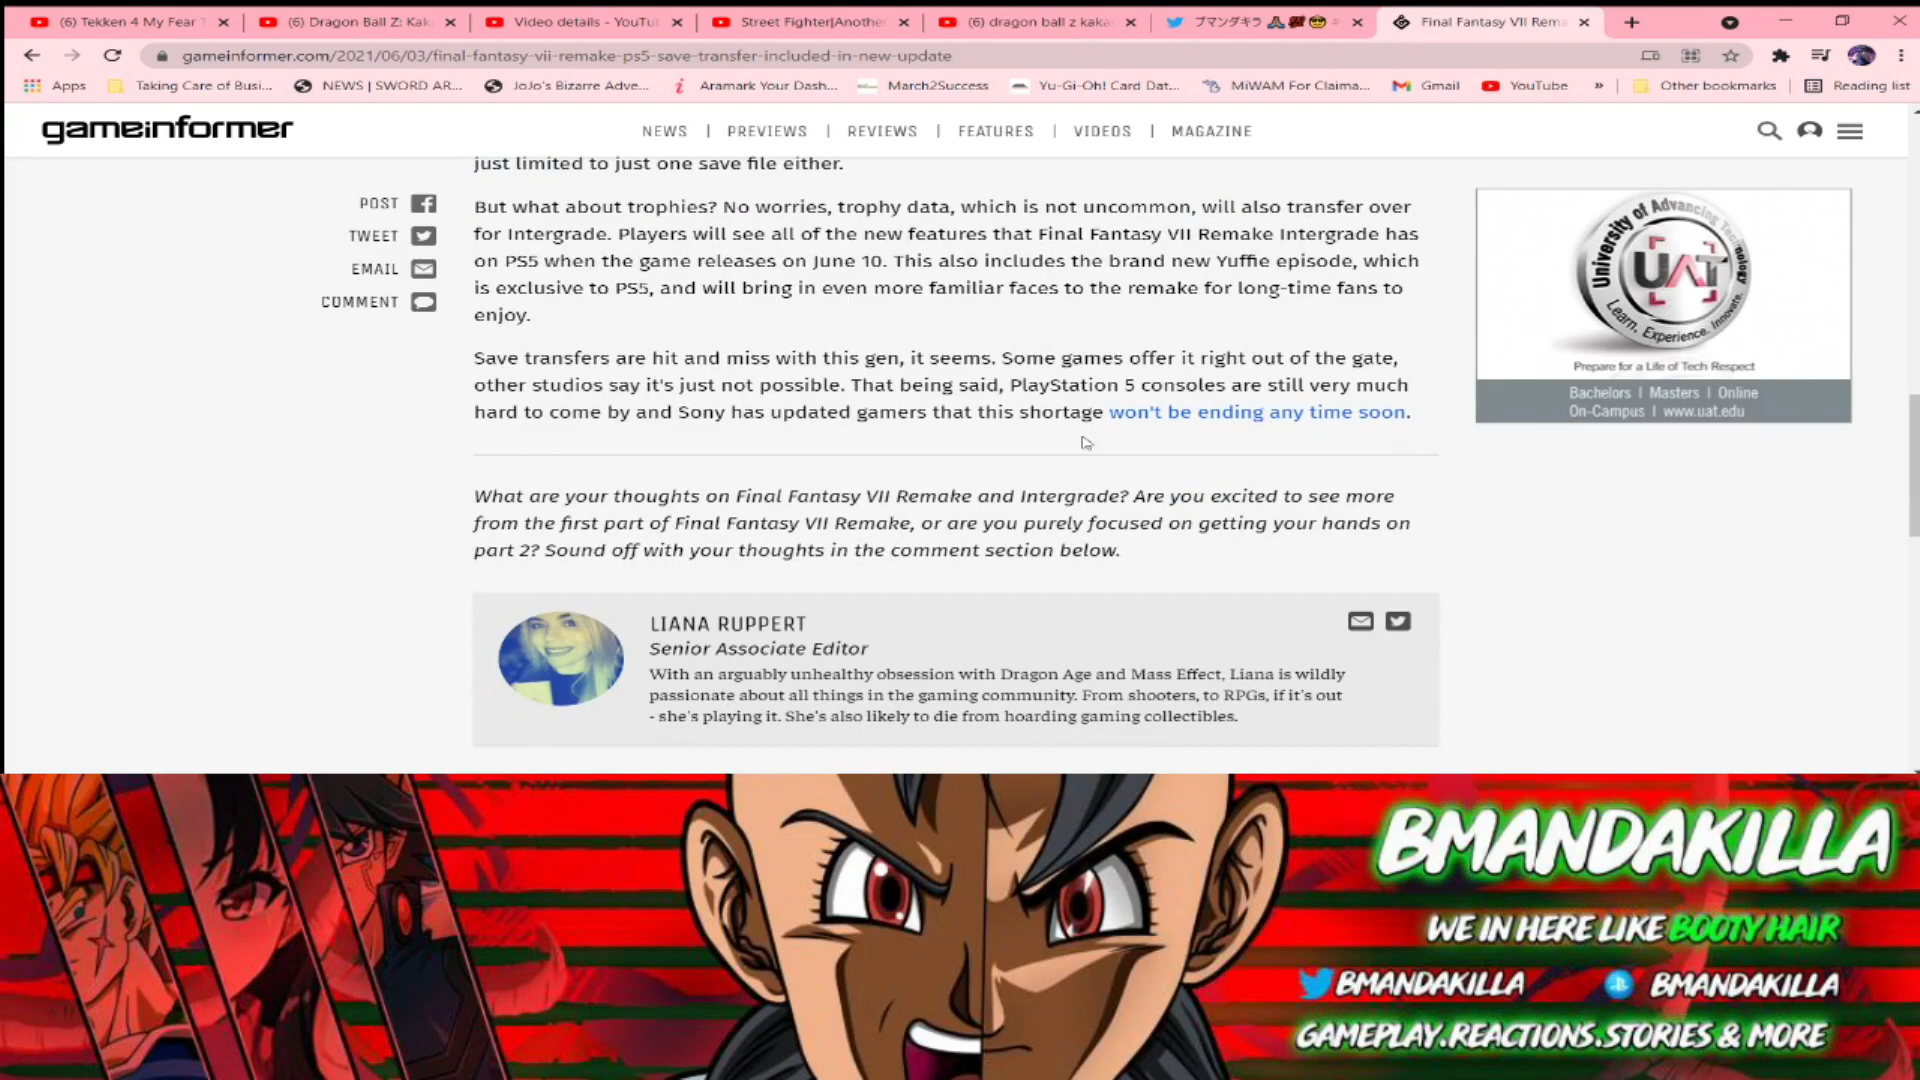 (6) Tekken 4 My Fear T
(6) Dragon Ball Z: Kak
Video details - YouTu
Street Fighter|Another
(6) dragon ball z kaka
ブマンダキラ
Final Fantasy VII Rema
gameinformer.com/2021/06/03/final-fantasy-vii-remake-ps5-save-transfer-included-in-new-update
Apps
Taking Care of Busi...
NEWS | SWORD AR...
JoJo's Bizarre Adve...
Aramark Your Dash...
March2Success
Yu-Gi-Oh! Card Dat...
MiWAM For Claima...
Gmail
YouTube
»
Other bookmarks
Reading list
gameinformer
NEWS | PREVIEWS | REVIEWS | FEATURES | VIDEOS | MAGAZINE
just limited to just one save file either.
POST
TWEET
EMAIL
COMMENT
But what about trophies? No worries, trophy data, which is not uncommon, will also transfer over
for Intergrade. Players will see all of the new features that Final Fantasy VII Remake Intergrade has
on PS5 when the game releases on June 10. This also includes the brand new Yuffie episode, which
is exclusive to PS5, and will bring in even more familiar faces to the remake for long-time fans to
enjoy.
Save transfers are hit and miss with this gen, it seems. Some games offer it right out of the gate,
other studios say it's just not possible. That being said, PlayStation 5 consoles are still very much
hard to come by and Sony has updated gamers that this shortage won't be ending any time soon.
University of Advancing Technology
UAT
Learn. Experience. Innovate.
Prepare for a Life of Tech Respect
Bachelors | Masters | Online
On-Campus | www.uat.edu
What are your thoughts on Final Fantasy VII Remake and Intergrade? Are you excited to see more
from the first part of Final Fantasy VII Remake, or are you purely focused on getting your hands on
part 2? Sound off with your thoughts in the comment section below.
LIANA RUPPERT
Senior Associate Editor
With an arguably unhealthy obsession with Dragon Age and Mass Effect, Liana is wildly
passionate about all things in the gaming community. From shooters, to RPGs, if it's out
- she's playing it. She's also likely to die from hoarding gaming collectibles.
BMANDAKILLA
WE IN HERE LIKE BOOTY HAIR
BMANDAKILLA BMANDAKILLA
GAMEPLAY.REACTIONS.STORIES & MORE